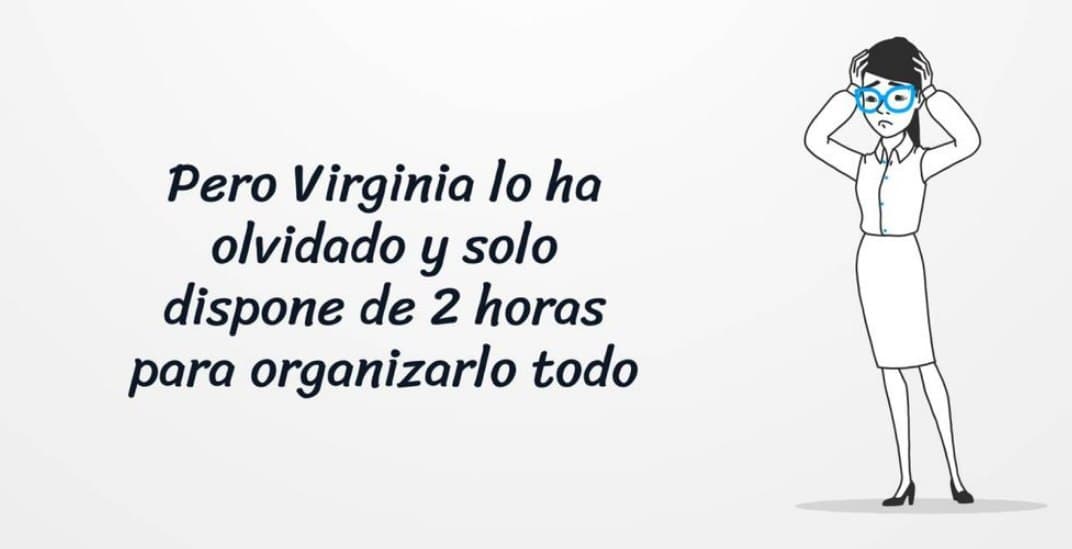 Pero Virginia lo ha
olvidado y solo
dispone de 2 horas
para organizarlo todo